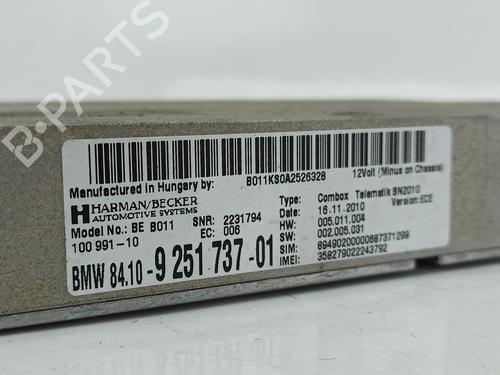 B-PARTS
B011KS0A2526328
12Volt (Minus on Chassis)
Manufactured in Hungary by:
HARMAN/BECKER
AUTOMOTIVE SYSTEMS
Model No.: BE B011
100 991-10
SNR: 2231794
EC: 006
Type: Combox Telematik BN2010
Date: 16.11.2010 Version: ECE
HW: 005.011.004
SW: 002.005.031
SIM: 89490200000687371299
IMEI: 358279022243792
BMW 84.10-9 251 737-01